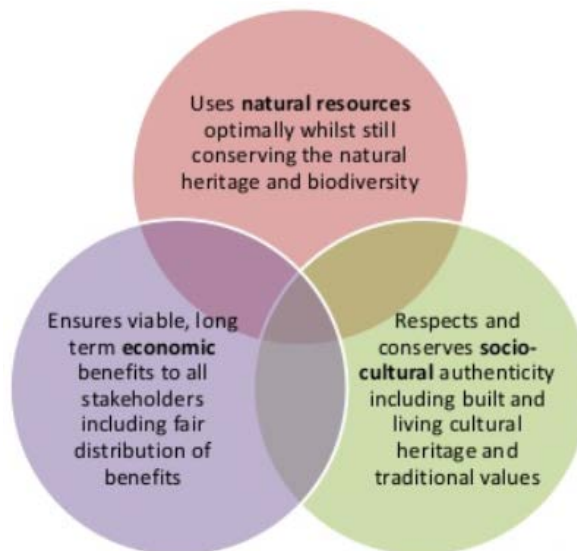 Uses natural resources
optimally whilst still
conserving the natural
heritage and biodiversity
Ensures viable, long
term economic
benefits to all
stakeholders
including fair
distribution of
benefits
Respects and
conserves socio-
cultural authenticity
including built and
living cultural
heritage and
traditional values